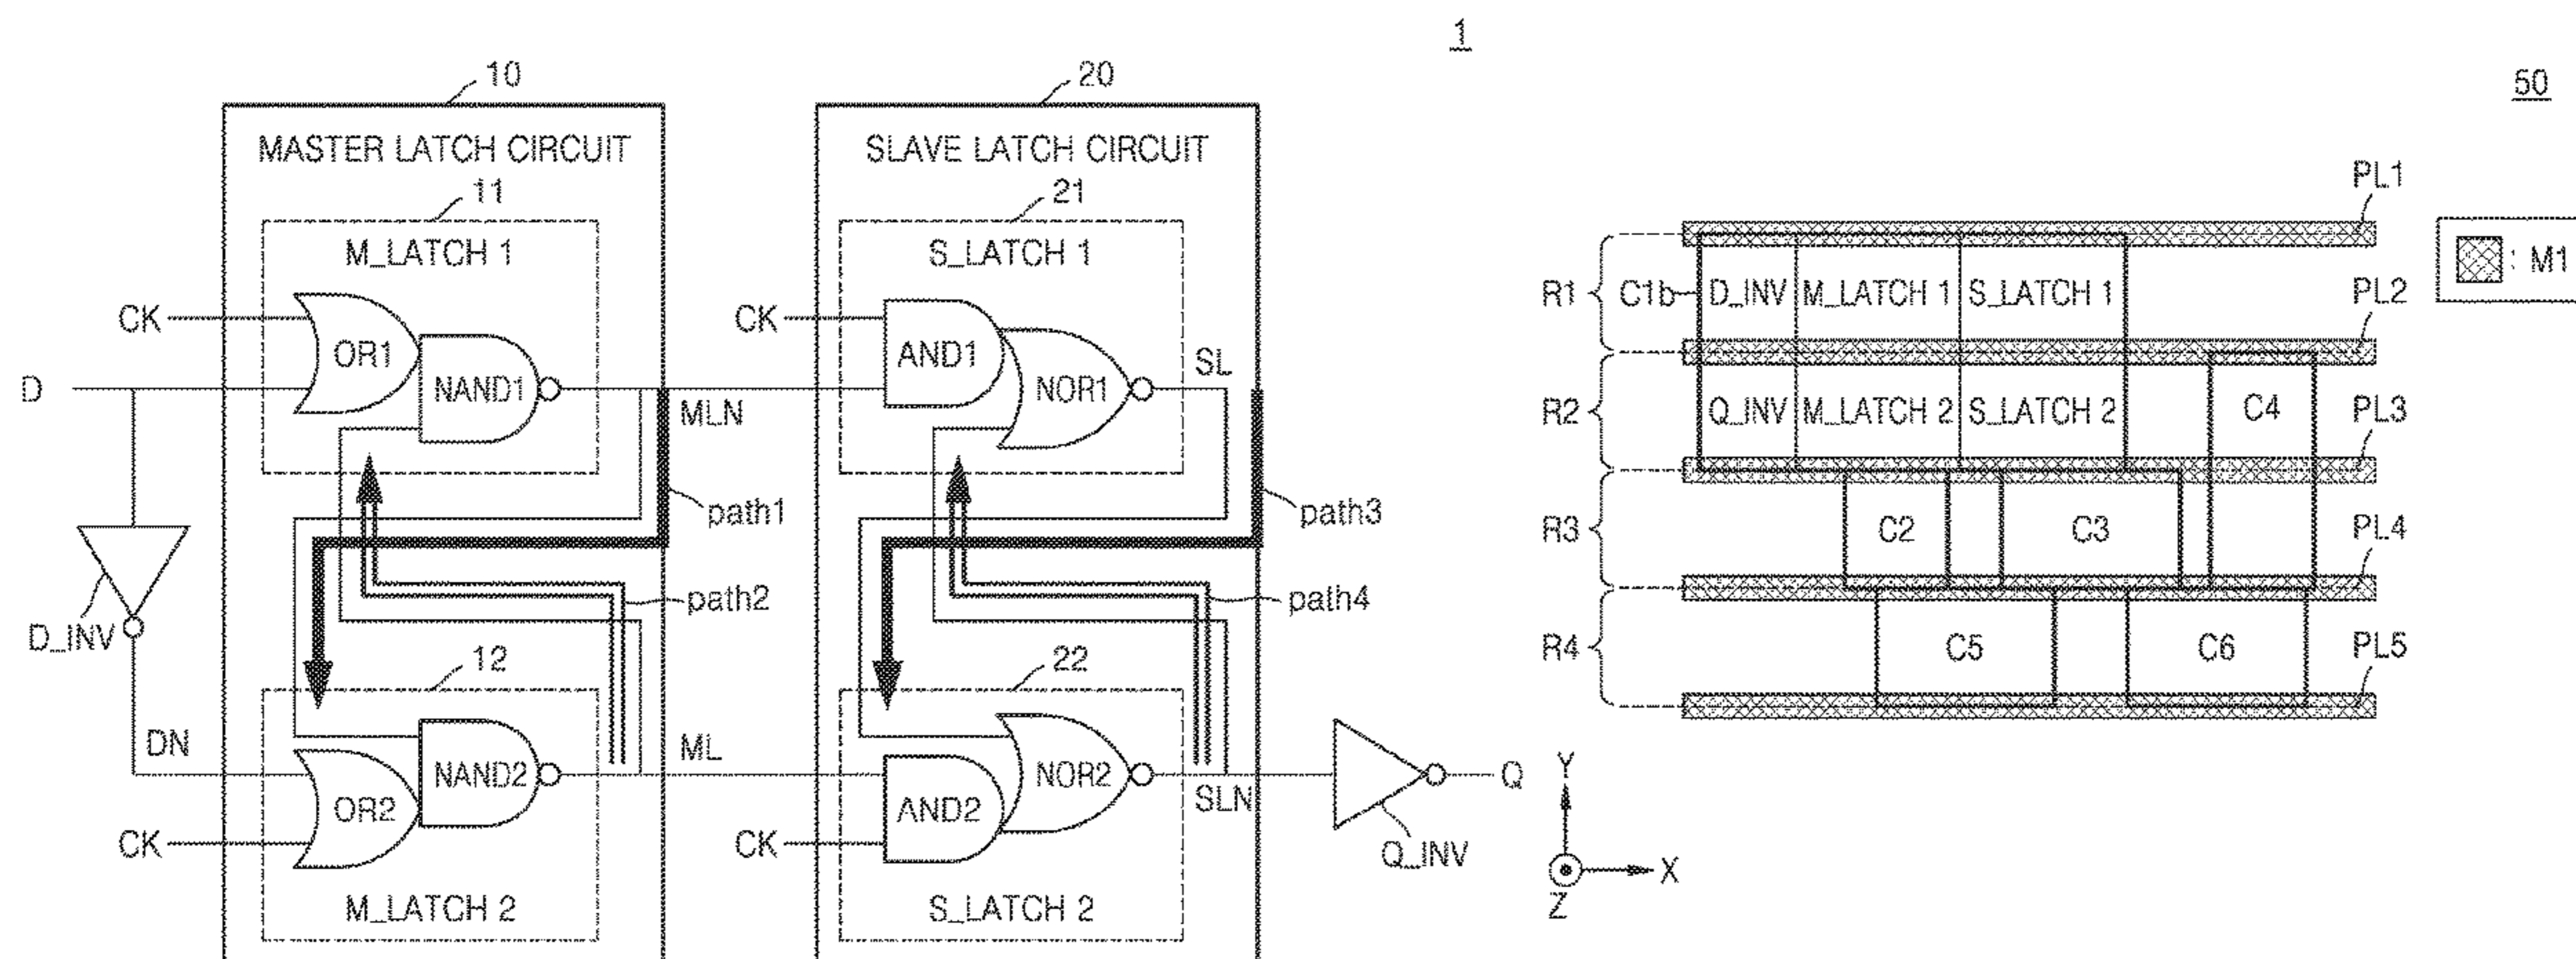 1
50
10
20
MASTER LATCH CIRCUIT
SLAVE LATCH CIRCUIT
11
21
M_LATCH 1
S_LATCH 1
CK
OR1
NAND1
CK
AND1
NOR1
SL
D
MLN
path1
path3
path2
path4
D_INV
12
22
DN
NAND2
ML
NOR2
SLN
Q
OR2
AND2
CK
CK
Q_INV
M_LATCH 2
S_LATCH 2
PL1
: M1
R1
C1b
D_INV
M_LATCH 1
S_LATCH 1
PL2
R2
Q_INV
M_LATCH 2
S_LATCH 2
C4
PL3
R3
C2
C3
PL4
R4
C5
C6
PL5
Y
X
Z